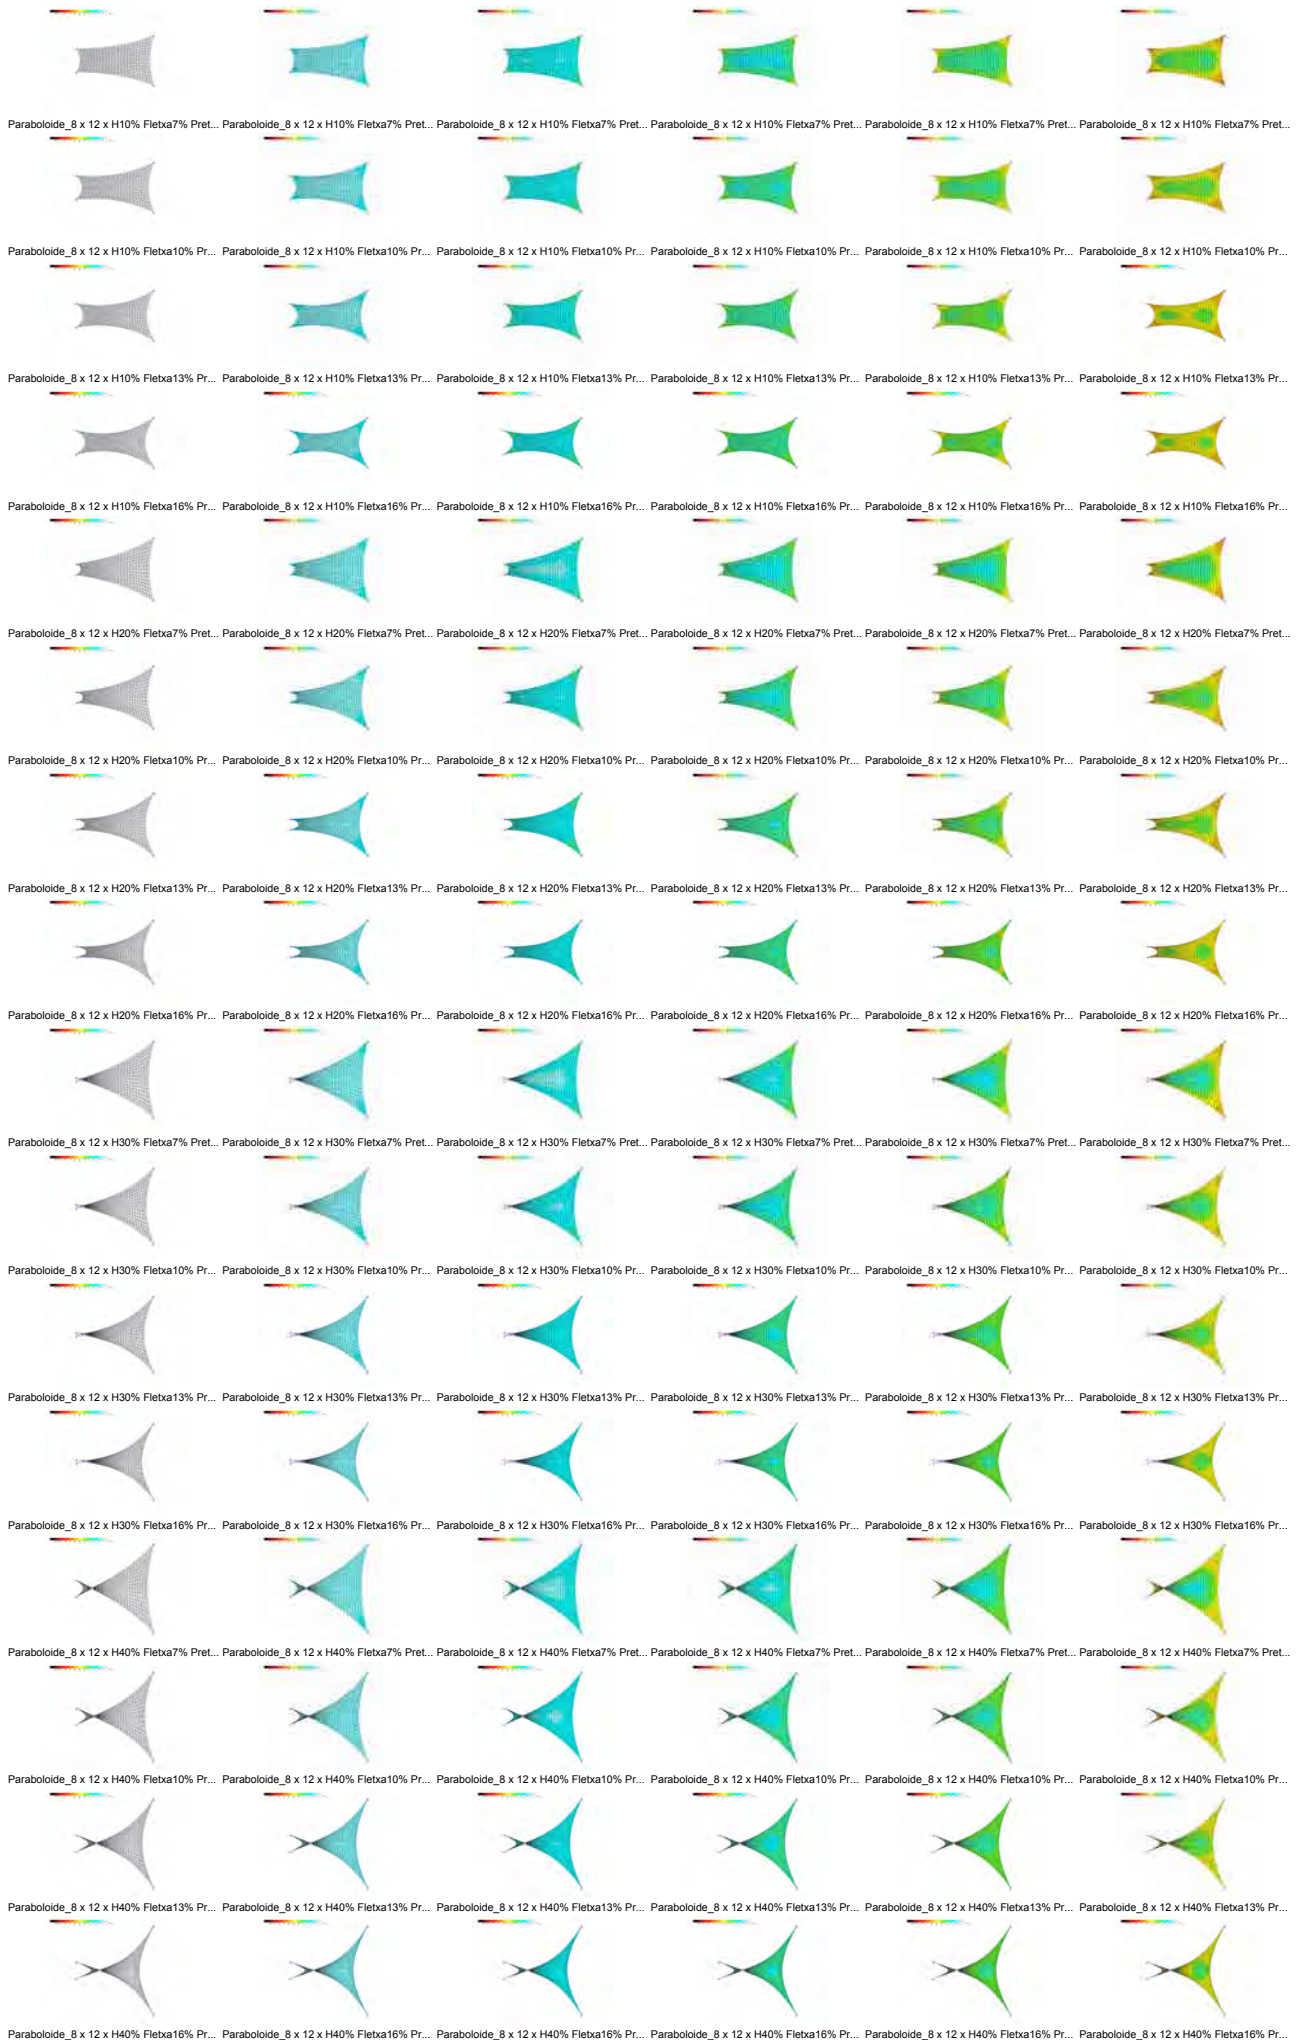 Paraboloide_8 x 12 x H10% Fletxa7% Pret... Paraboloide_8 x 12 x H10% Fletxa7% Pret... Paraboloide_8 x 12 x H10% Fletxa7% Pret... Paraboloide_8 x 12 x H10% Fletxa7% Pret... Paraboloide_8 x 12 x H10% Fletxa7% Pret... Paraboloide_8 x 12 x H10% Fletxa7% Pret...
Paraboloide_8 x 12 x H10% Fletxa10% Pr... Paraboloide_8 x 12 x H10% Fletxa10% Pr... Paraboloide_8 x 12 x H10% Fletxa10% Pr... Paraboloide_8 x 12 x H10% Fletxa10% Pr... Paraboloide_8 x 12 x H10% Fletxa10% Pr... Paraboloide_8 x 12 x H10% Fletxa10% Pr...
Paraboloide_8 x 12 x H10% Fletxa13% Pr... Paraboloide_8 x 12 x H10% Fletxa13% Pr... Paraboloide_8 x 12 x H10% Fletxa13% Pr... Paraboloide_8 x 12 x H10% Fletxa13% Pr... Paraboloide_8 x 12 x H10% Fletxa13% Pr... Paraboloide_8 x 12 x H10% Fletxa13% Pr...
Paraboloide_8 x 12 x H10% Fletxa16% Pr... Paraboloide_8 x 12 x H10% Fletxa16% Pr... Paraboloide_8 x 12 x H10% Fletxa16% Pr... Paraboloide_8 x 12 x H10% Fletxa16% Pr... Paraboloide_8 x 12 x H10% Fletxa16% Pr... Paraboloide_8 x 12 x H10% Fletxa16% Pr...
Paraboloide_8 x 12 x H20% Fletxa7% Pret... Paraboloide_8 x 12 x H20% Fletxa7% Pret... Paraboloide_8 x 12 x H20% Fletxa7% Pret... Paraboloide_8 x 12 x H20% Fletxa7% Pret... Paraboloide_8 x 12 x H20% Fletxa7% Pret... Paraboloide_8 x 12 x H20% Fletxa7% Pret...
Paraboloide_8 x 12 x H20% Fletxa10% Pr... Paraboloide_8 x 12 x H20% Fletxa10% Pr... Paraboloide_8 x 12 x H20% Fletxa10% Pr... Paraboloide_8 x 12 x H20% Fletxa10% Pr... Paraboloide_8 x 12 x H20% Fletxa10% Pr... Paraboloide_8 x 12 x H20% Fletxa10% Pr...
Paraboloide_8 x 12 x H20% Fletxa13% Pr... Paraboloide_8 x 12 x H20% Fletxa13% Pr... Paraboloide_8 x 12 x H20% Fletxa13% Pr... Paraboloide_8 x 12 x H20% Fletxa13% Pr... Paraboloide_8 x 12 x H20% Fletxa13% Pr... Paraboloide_8 x 12 x H20% Fletxa13% Pr...
Paraboloide_8 x 12 x H20% Fletxa16% Pr... Paraboloide_8 x 12 x H20% Fletxa16% Pr... Paraboloide_8 x 12 x H20% Fletxa16% Pr... Paraboloide_8 x 12 x H20% Fletxa16% Pr... Paraboloide_8 x 12 x H20% Fletxa16% Pr... Paraboloide_8 x 12 x H20% Fletxa16% Pr...
Paraboloide_8 x 12 x H30% Fletxa7% Pret... Paraboloide_8 x 12 x H30% Fletxa7% Pret... Paraboloide_8 x 12 x H30% Fletxa7% Pret... Paraboloide_8 x 12 x H30% Fletxa7% Pret... Paraboloide_8 x 12 x H30% Fletxa7% Pret... Paraboloide_8 x 12 x H30% Fletxa7% Pret...
Paraboloide_8 x 12 x H30% Fletxa10% Pr... Paraboloide_8 x 12 x H30% Fletxa10% Pr... Paraboloide_8 x 12 x H30% Fletxa10% Pr... Paraboloide_8 x 12 x H30% Fletxa10% Pr... Paraboloide_8 x 12 x H30% Fletxa10% Pr... Paraboloide_8 x 12 x H30% Fletxa10% Pr...
Paraboloide_8 x 12 x H30% Fletxa13% Pr... Paraboloide_8 x 12 x H30% Fletxa13% Pr... Paraboloide_8 x 12 x H30% Fletxa13% Pr... Paraboloide_8 x 12 x H30% Fletxa13% Pr... Paraboloide_8 x 12 x H30% Fletxa13% Pr... Paraboloide_8 x 12 x H30% Fletxa13% Pr...
Paraboloide_8 x 12 x H30% Fletxa16% Pr... Paraboloide_8 x 12 x H30% Fletxa16% Pr... Paraboloide_8 x 12 x H30% Fletxa16% Pr... Paraboloide_8 x 12 x H30% Fletxa16% Pr... Paraboloide_8 x 12 x H30% Fletxa16% Pr... Paraboloide_8 x 12 x H30% Fletxa16% Pr...
Paraboloide_8 x 12 x H40% Fletxa7% Pret... Paraboloide_8 x 12 x H40% Fletxa7% Pret... Paraboloide_8 x 12 x H40% Fletxa7% Pret... Paraboloide_8 x 12 x H40% Fletxa7% Pret... Paraboloide_8 x 12 x H40% Fletxa7% Pret... Paraboloide_8 x 12 x H40% Fletxa7% Pret...
Paraboloide_8 x 12 x H40% Fletxa10% Pr... Paraboloide_8 x 12 x H40% Fletxa10% Pr... Paraboloide_8 x 12 x H40% Fletxa10% Pr... Paraboloide_8 x 12 x H40% Fletxa10% Pr... Paraboloide_8 x 12 x H40% Fletxa10% Pr... Paraboloide_8 x 12 x H40% Fletxa10% Pr...
Paraboloide_8 x 12 x H40% Fletxa13% Pr... Paraboloide_8 x 12 x H40% Fletxa13% Pr... Paraboloide_8 x 12 x H40% Fletxa13% Pr... Paraboloide_8 x 12 x H40% Fletxa13% Pr... Paraboloide_8 x 12 x H40% Fletxa13% Pr... Paraboloide_8 x 12 x H40% Fletxa13% Pr...
Paraboloide_8 x 12 x H40% Fletxa16% Pr... Paraboloide_8 x 12 x H40% Fletxa16% Pr... Paraboloide_8 x 12 x H40% Fletxa16% Pr... Paraboloide_8 x 12 x H40% Fletxa16% Pr... Paraboloide_8 x 12 x H40% Fletxa16% Pr... Paraboloide_8 x 12 x H40% Fletxa16% Pr...